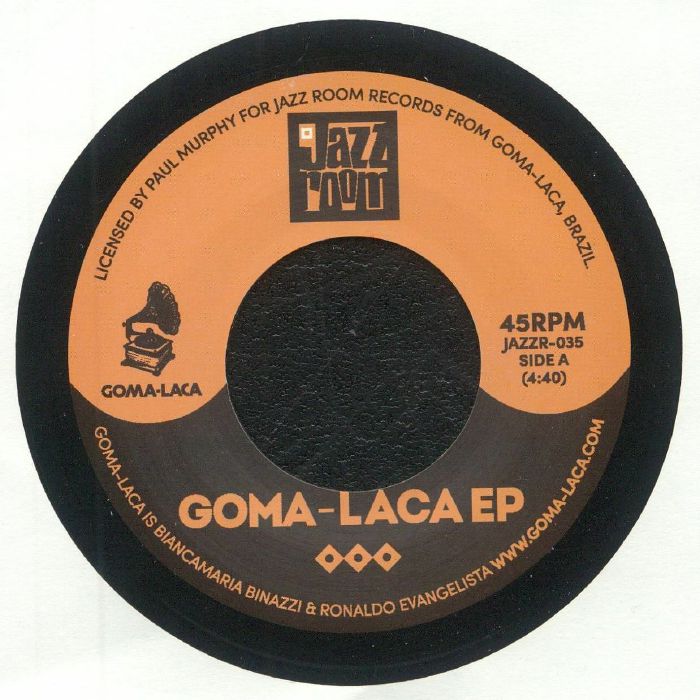 LICENSED BY PAUL MURPHY FOR JAZZ ROOM RECORDS FROM GOMA-LACA, BRAZIL.
Jazz
room
45RPM
JAZZR-035
SIDE A
(4:40)
GOMA-LACA
GOMA-LACA EP
GOMA-LACA IS BIANCAMARIA BINAZZI & RONALDO EVANGELISTA WWW.GOMA-LACA.COM